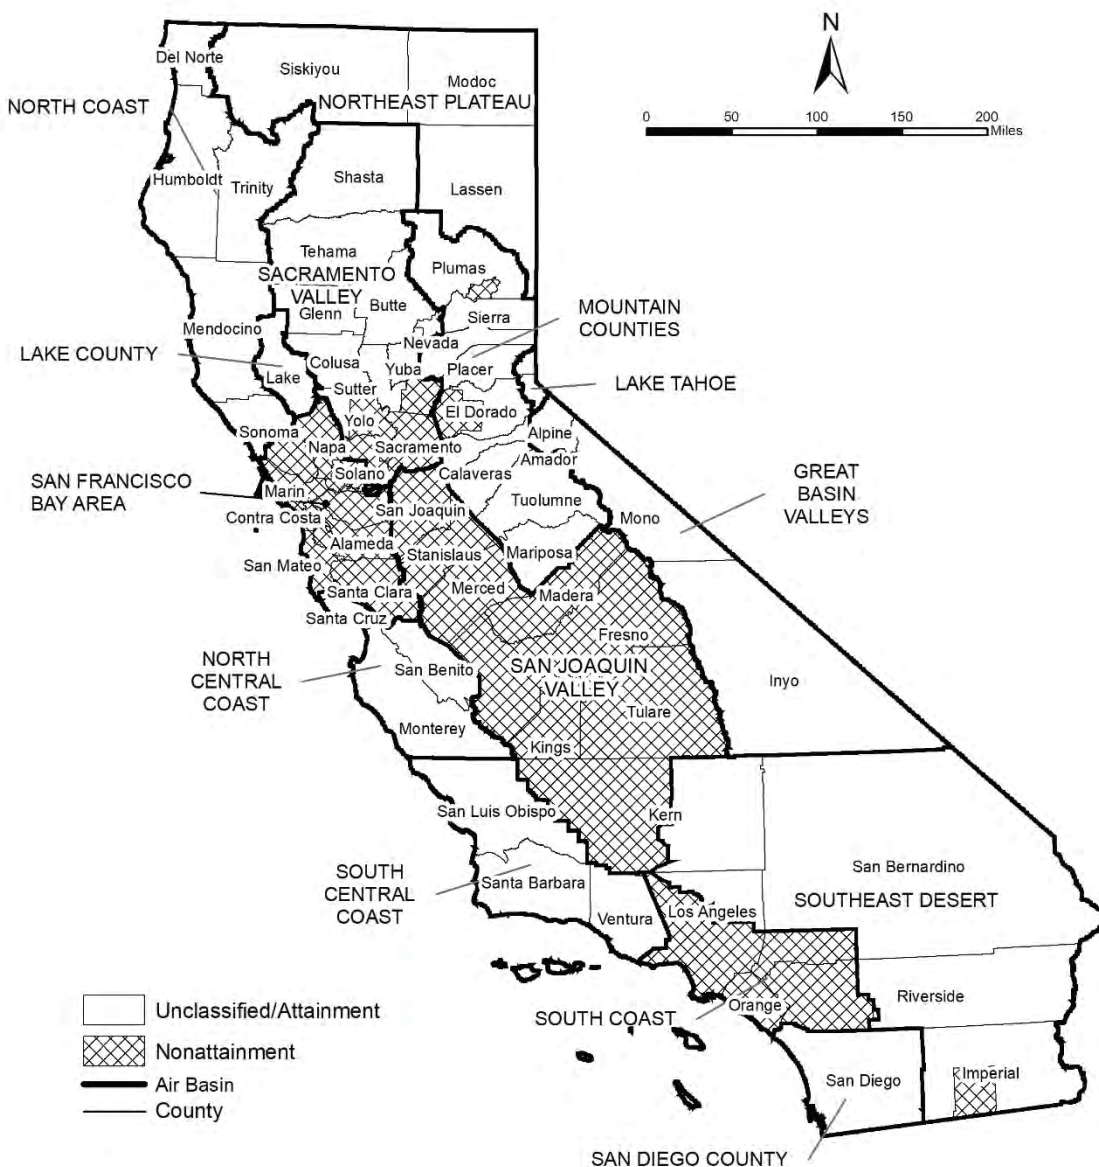 N
0 50 100 150 200
Miles
Del Norte
Siskiyou
Modoc
NORTH COAST
NORTHEAST PLATEAU
Humboldt
Trinity
Shasta
Lassen
Tehama
SACRAMENTO
VALLEY
Plumas
Butte
Glenn
Sierra
MOUNTAIN
COUNTIES
Mendocino
Nevada
LAKE COUNTY
Colusa
Lake
Yuba
Placer
LAKE TAHOE
Sutter
El Dorado
Yolo
Sonoma
Napa
Sacramento
Alpine
Amador
Solano
Calaveras
SAN FRANCISCO
BAY AREA
Marin
Tuolumne
GREAT
BASIN
VALLEYS
San Joaquin
Contra Costa
Mono
Alameda
Stanislaus
Mariposa
San Mateo
Santa Clara
Merced
Madera
Santa Cruz
Fresno
NORTH
CENTRAL
COAST
San Benito
SAN JOAQUIN
VALLEY
Inyo
Tulare
Monterey
Kings
San Luis Obispo
Kern
San Bernardino
SOUTH
CENTRAL
COAST
Santa Barbara
SOUTHEAST DESERT
Ventura
Los Angeles
Riverside
Orange
SOUTH COAST
San Diego
Imperial
SAN DIEGO COUNTY
Unclassified/Attainment
Nonattainment
Air Basin
County